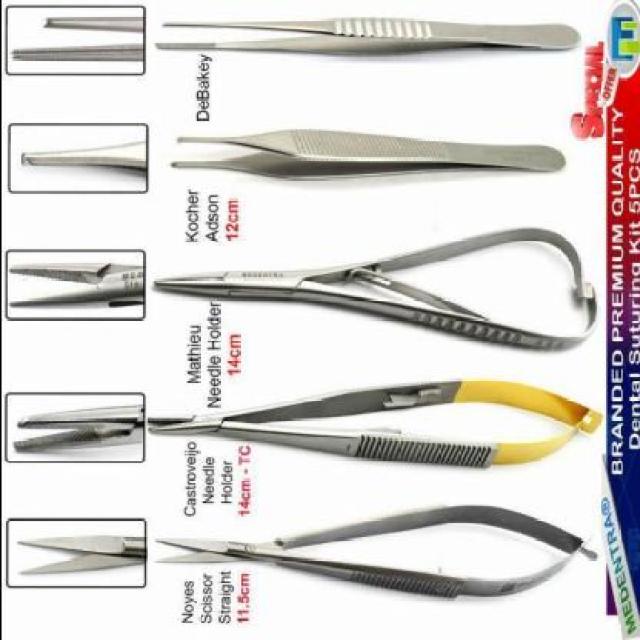 DeBakey
Kocher
Adson
12cm
Mathieu
Needle Holder
14cm
Castroveijo
Needle
Holder
14cm - TC
Noyes
Scissor
Straight
11.5cm
SPECIAL
OFFER
BRANDED PREMIUM QUALITY
Dental Suturing Kit 5PCS
MEDENTRA®